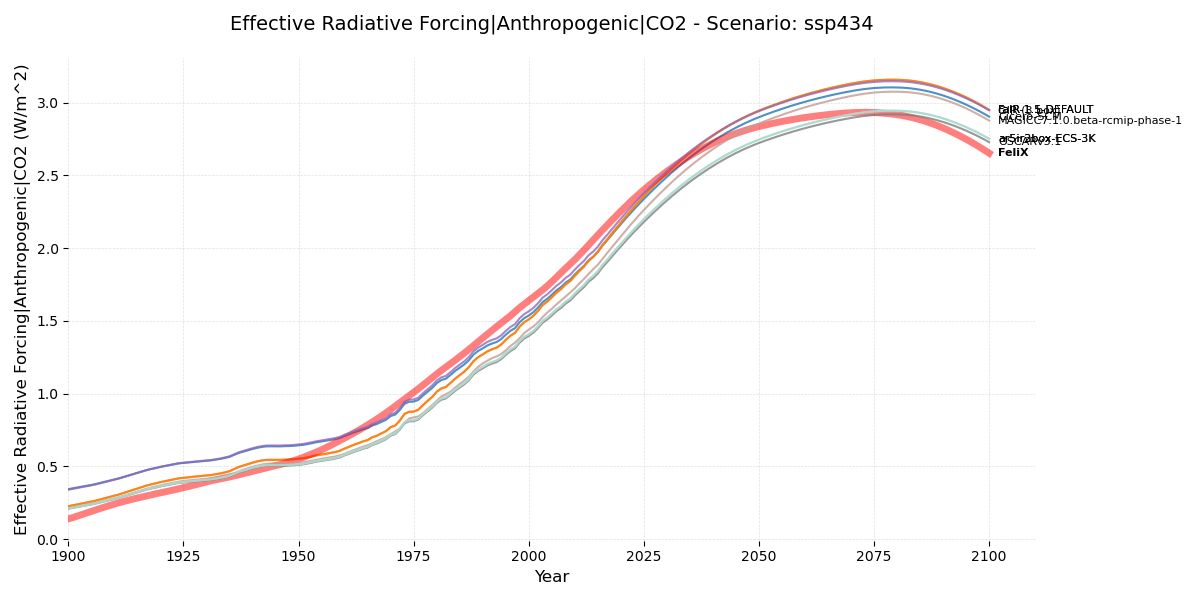 Effective Radiative Forcing|Anthropogenic|CO2 - Scenario: ssp434
Effective Radiative Forcing|Anthropogenic|CO2 (W/m^2)
3.0
2.5
2.0
1.5
1.0
0.5
0.0
MAGICC7.1.0.beta-rcmip-phase-1
ar5ir3box-ECS-3K
OSCARv3.1
FeliX
1900
1925
1950
1975
2000
2025
2050
2075
2100
Year